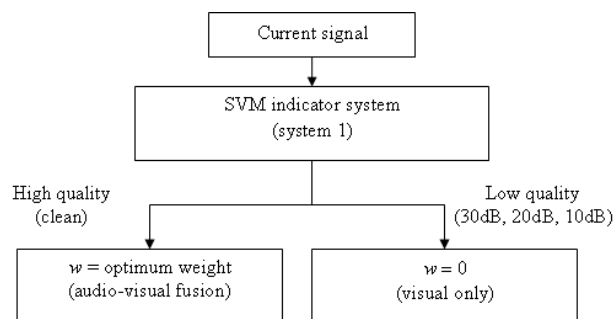 Current signal
SVM indicator system
(system 1)
High quality
(clean)
Low quality
(30dB, 20dB, 10dB)
w = optimum weight
(audio-visual fusion)
w = 0
(visual only)